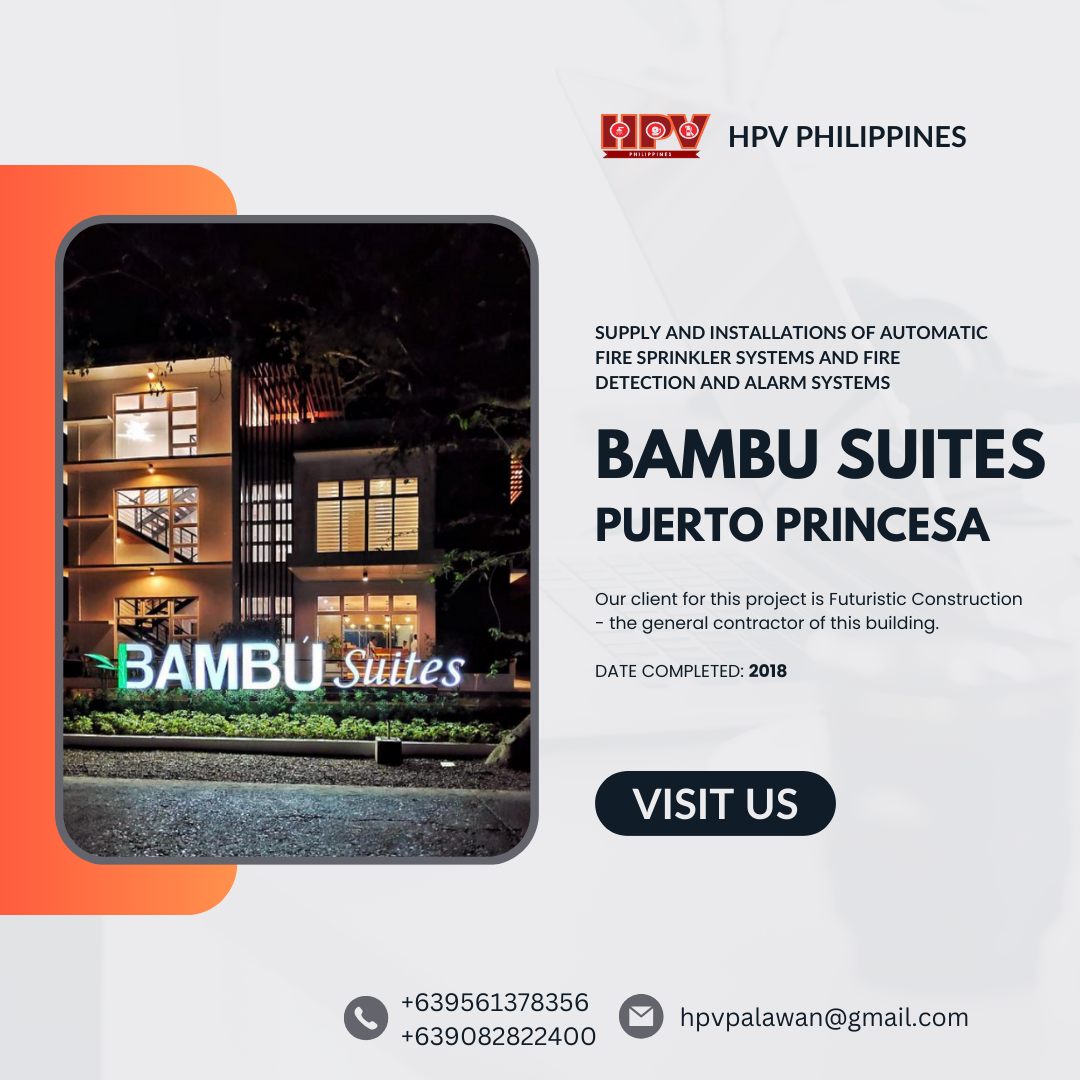 HPV
PHILIPPINES
HPV PHILIPPINES
SUPPLY AND INSTALLATIONS OF AUTOMATIC
FIRE SPRINKLER SYSTEMS AND FIRE
DETECTION AND ALARM SYSTEMS
BAMBU SUITES
PUERTO PRINCESA
Our client for this project is Futuristic Construction
- the general contractor of this building.
DATE COMPLETED: 2018
BAMBÚ Suites
VISIT US
+639561378356
+639082822400
hpvpalawan@gmail.com